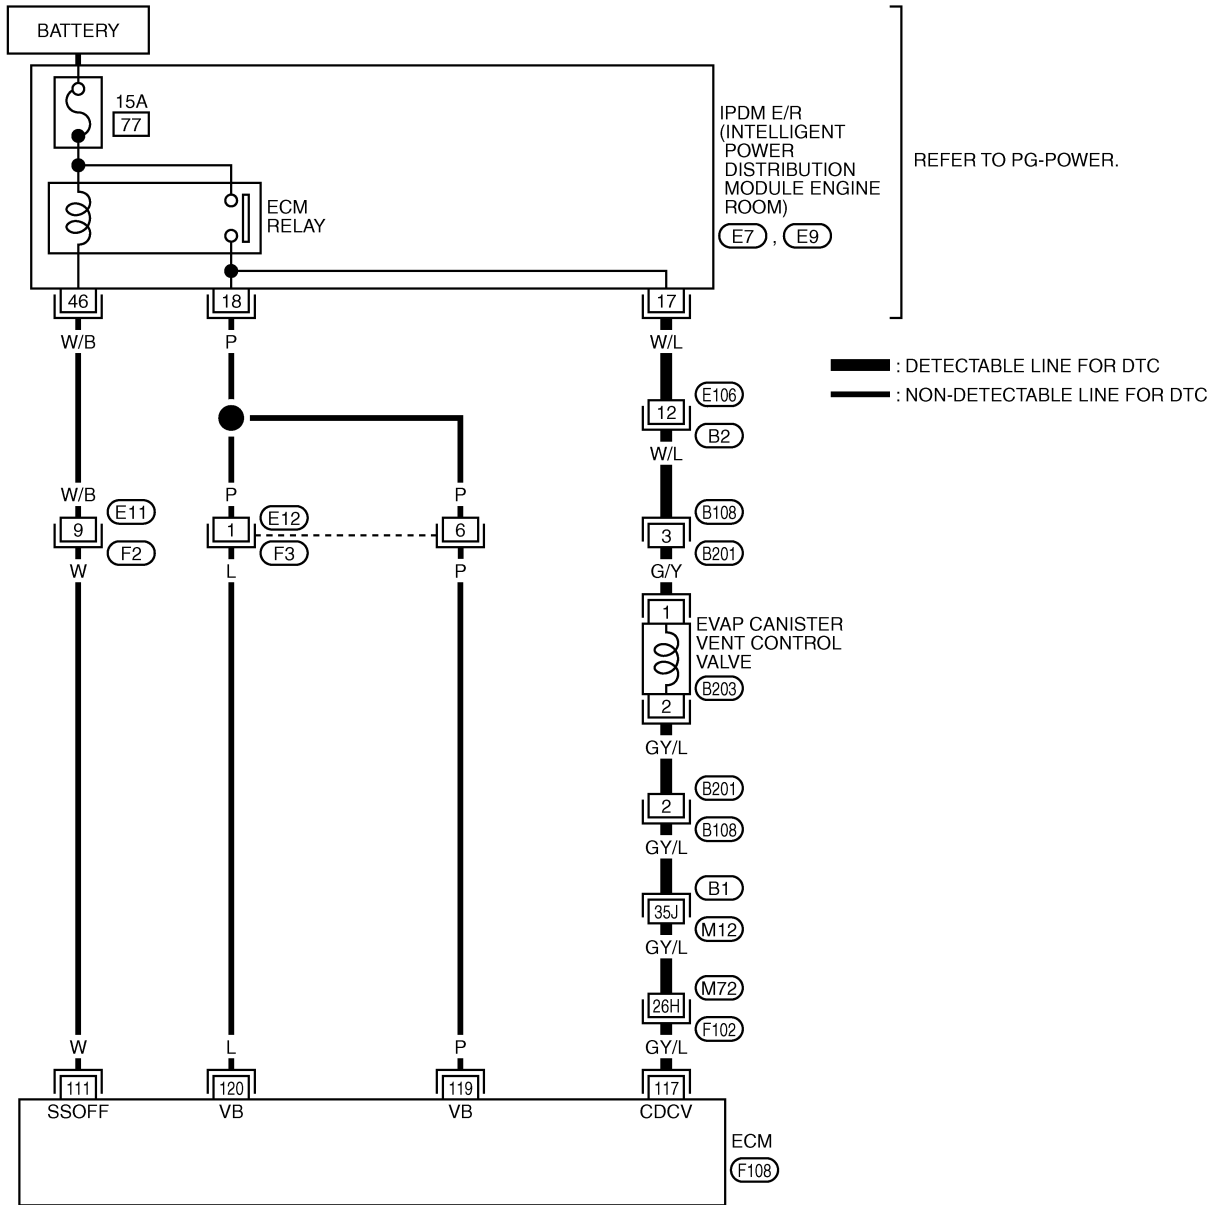 BATTERY
15A
77
IPDM E/R
(INTELLIGENT
POWER
DISTRIBUTION
MODULE ENGINE
ROOM)
E7 , E9
REFER TO PG-POWER.
ECM
RELAY
46 18 17
W/B P W/L
: DETECTABLE LINE FOR DTC
: NON-DETECTABLE LINE FOR DTC
E106
12
B2
W/L
W/B P P
9 E11 F2
1 E12 F3
6
B108
3
B201
W L P G/Y
1
EVAP CANISTER
VENT CONTROL
VALVE
B203
2
GY/L
B201
2
B108
GY/L
B1
35J
M12
GY/L
M72
26H
F102
W L P GY/L
111 120 119 117
SSOFF VB VB CDCV
ECM
F108